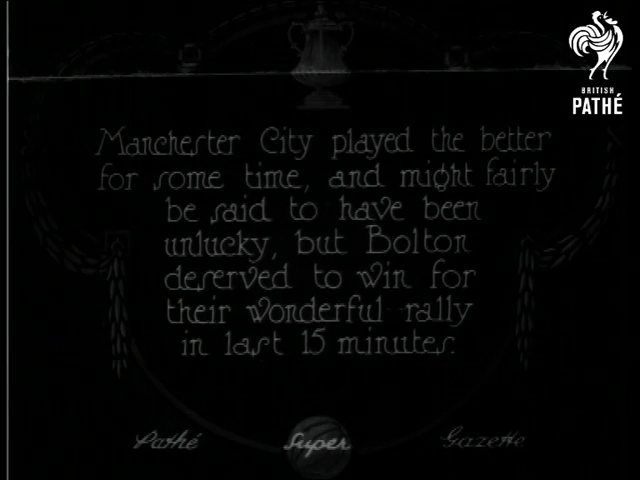 BRITISH
PATHÉ
Manchester City played the better
for some time, and might fairly
be said to have been
unlucky, but Bolton
deserved to win for
their wonderful rally
in last 15 minutes.
Pathé Super Gazette